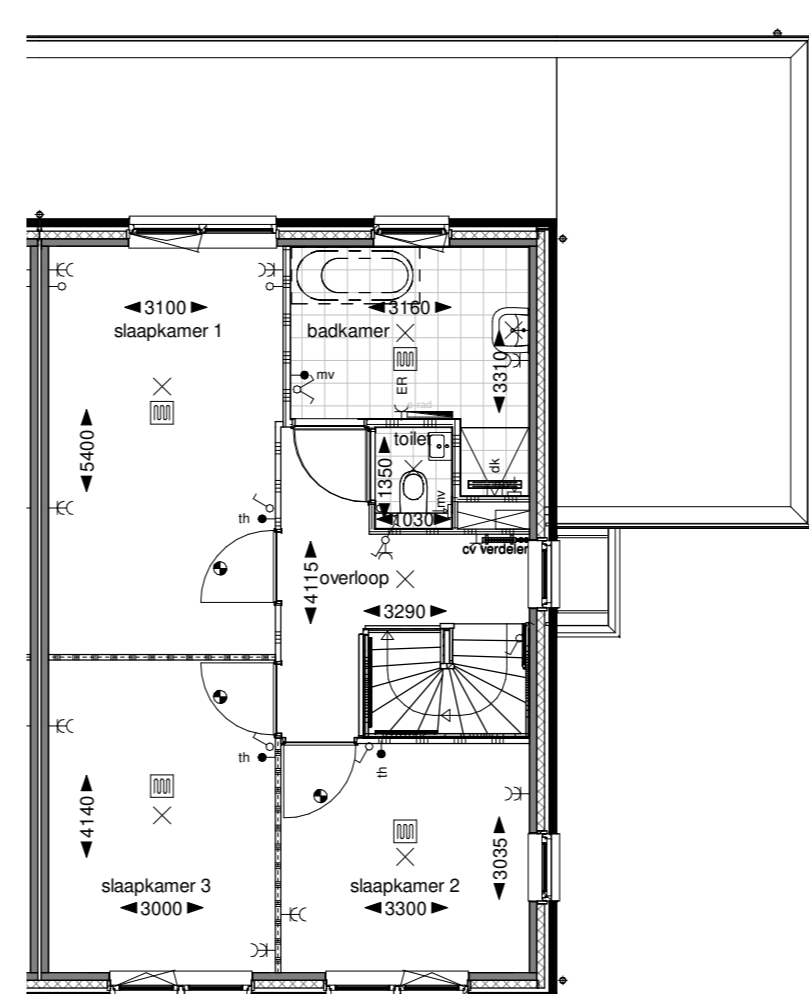 3100
slaapkamer 1
5400
th
3160
badkamer
mv
ER
e-rad
3310
toilet
1350
1030
mv
dk
cv verdeler
4115
overloop
3290
th
th
4140
slaapkamer 3
3000
slaapkamer 2
3300
3035